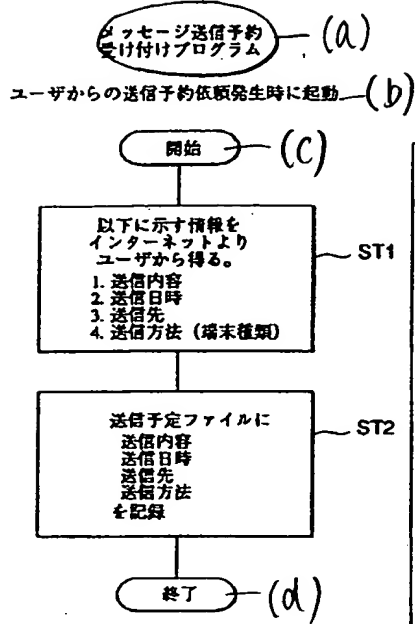 メッセージ送信予約
受け付けプログラム
(a)
ユーザからの送信予約依頼発生時に起動
(b)
開始
(c)
以下に示す情報を
インターネットより
ユーザから得る。
1. 送信内容
2. 送信日時
3. 送信先
4. 送信方法（端末種類）
ST1
送信予定ファイルに
送信内容
送信日時
送信先
送信方法
を記録
ST2
終了
(d)